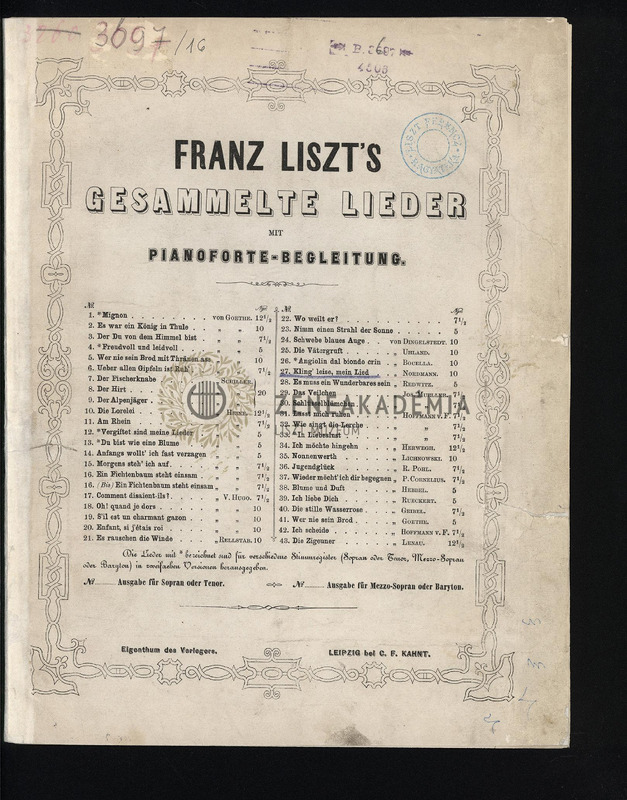 3697/16
B. 3697
4608
LISZT FERENCZ
HAGYATÉKA
FRANZ LISZT'S
GESAMMELTE LIEDER
MIT
PIANOFORTE-BEGLEITUNG.
№
1. *Mignon . . . . . . . . von GOETHE. 12½
2. Es war ein König in Thule . . „ „ 10
3. Der Du von dem Himmel bist „ „ 7½
4. *Freudvoll und leidvoll . . . „ „ 5
5. Wer nie sein Brod mit Thränen ass „ „ 10
6. Ueber allen Gipfeln ist Ruh' „ „ 7½
7. Der Fischerknabe SCHILLER.
8. Der Hirt 20
9. Der Alpenjäger
10. Die Lorelei HEINE. 12½
11. Am Rhein „ 7½
12. *Vergiftet sind meine Lieder „ 5
13. *Du bist wie eine Blume „ „ 5
14. Anfangs wollt' ich fast verzagen „ „ 5
15. Morgens steh' ich auf . . . „ „ 7½
16. Ein Fichtenbaum steht einsam „ „ 7½
16. (bis) Ein Fichtenbaum steht einsam „ „ 7½
17. Comment disaient-ils? . . „ V. HUGO. 7½
18. Oh! quand je dors . . . „ „ 10
19. S'il est un charmant gazon . . „ „ 10
20. Enfant, si j'étais roi . . . „ „ 10
21. Es rauschen die Winde . . „ RELLSTAB. 10
№
22. Wo weilt er? . . . . . . . . 7½
23. Nimm einen Strahl der Sonne . . . . 5
24. Schwebe blaues Auge . . von DINGELSTEDT. 10
25. Die Vätergruft . . . . „ UHLAND. 10
26. *Angiolin dal biondo crin . „ BOCELLA. 10
27. Kling' leise, mein Lied „ NORDMANN. 10
28. Es muss ein Wunderbares sein „ REDWITZ. 5
29. Das Veilchen „ MÜLLER. 7½
30. Schlüsselblümchen
31. Lasst mich ruhen HOFFMANN v. F. 7½
32. Wie singt die Lerche „ 7½
33. *In Liebeslust „ 7½
34. Ich möchte hingehn . . „ HERWEGH. 12½
35. Nonnenwerth „ LICHNOWSKI. 10
36. Jugendglück . . . „ R. POHL. 7½
37. Wieder möcht' ich dir begegnen „ P. CORNELIUS. 7½
38. Blume und Duft . . . „ HEBBEL. 5
39. Ich liebe Dich . . . „ RUECKERT. 5
40. Die stille Wasserrose . . „ GEIBEL. 7½
41. Wer nie sein Brod . . . „ GOETHE. 5
42. Ich scheide . . . „ HOFFMANN v. F. 7½
43. Die Zigeuner . . . „ LENAU. 12½
ZENEAKADÉMIA
LISZT MÚZEUM
Die Lieder mit * bezeichnet sind für verschiedene Stimmregister (Sopran oder Tenor, Mezzo-Sopran
oder Baryton) in zweifachen Versionen herausgegeben.
№ ...... Ausgabe für Sopran oder Tenor. № ...... Ausgabe für Mezzo-Sopran oder Baryton.
Eigenthum des Verlegers. LEIPZIG bei C. F. KAHNT.